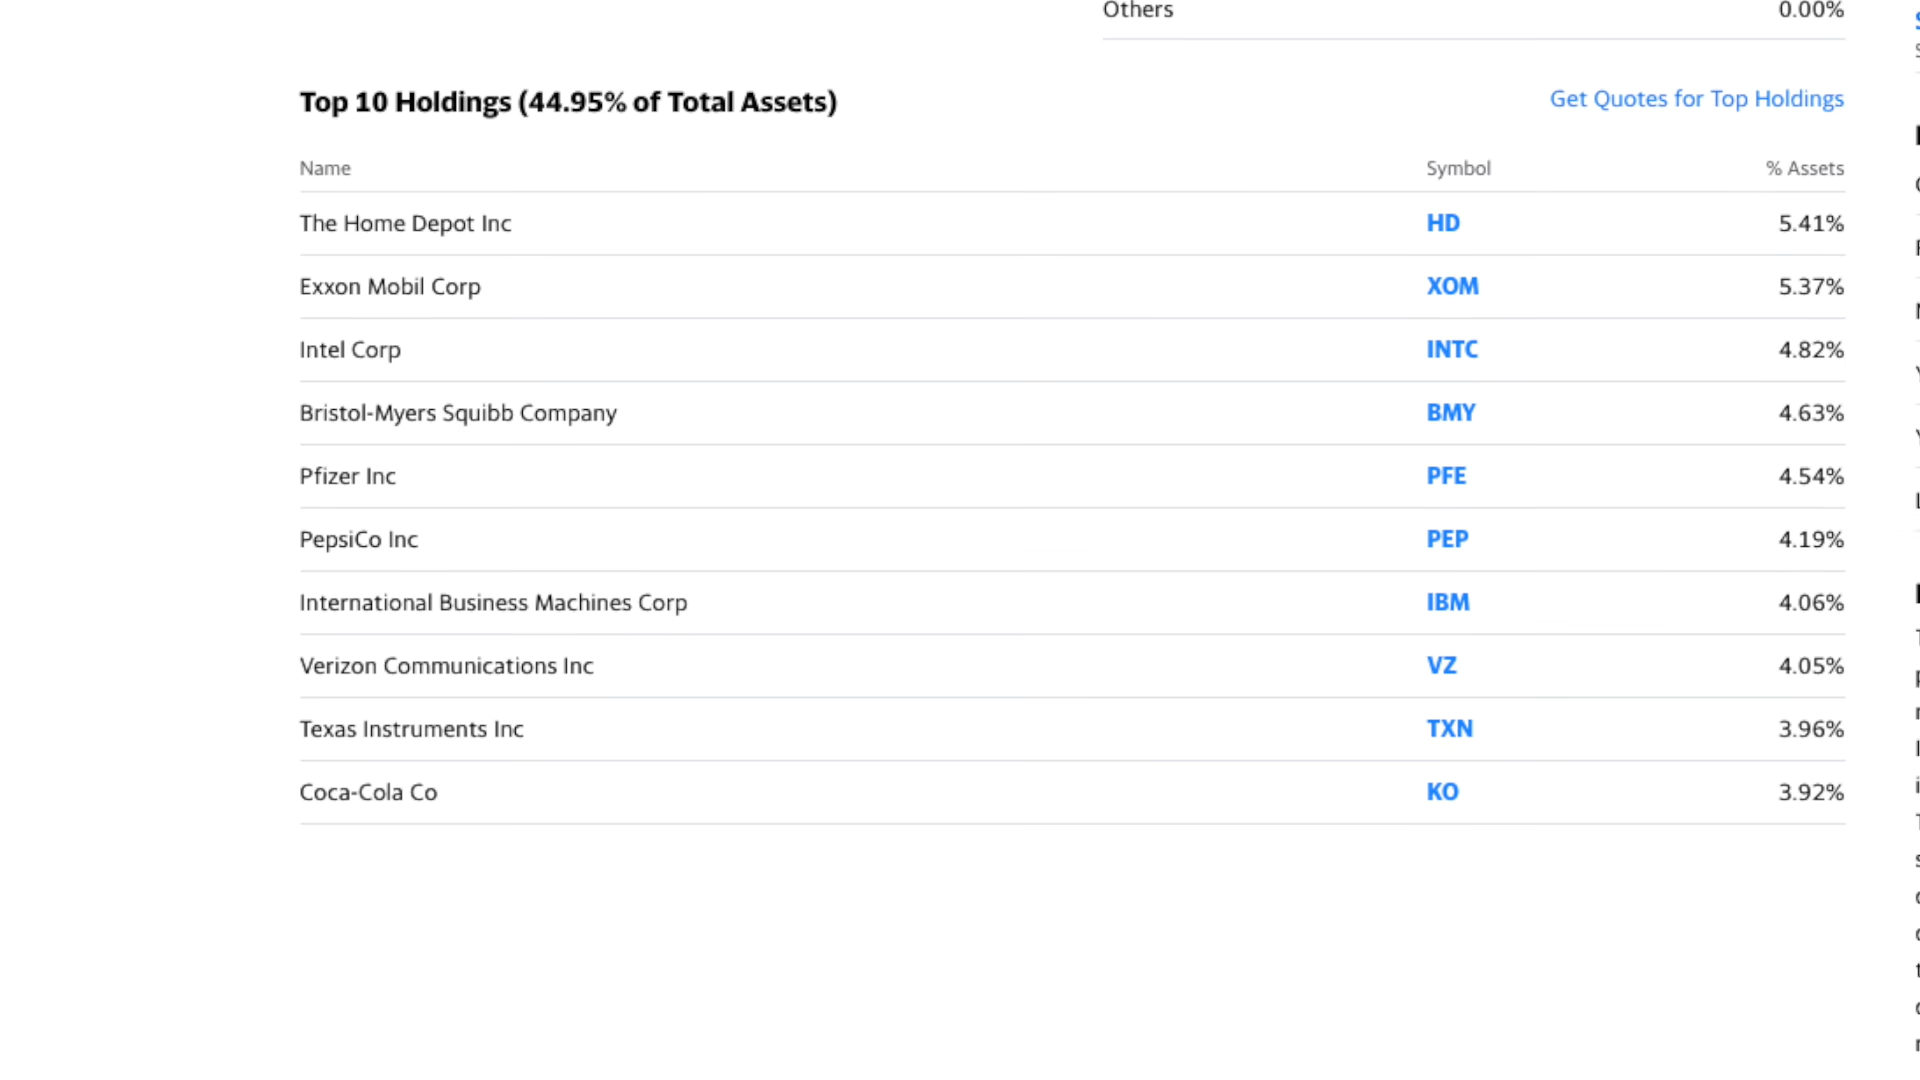 Others 0.00%
Top 10 Holdings (44.95% of Total Assets) Get Quotes for Top Holdings
Name Symbol % Assets
The Home Depot Inc HD 5.41%
Exxon Mobil Corp XOM 5.37%
Intel Corp INTC 4.82%
Bristol-Myers Squibb Company BMY 4.63%
Pfizer Inc PFE 4.54%
PepsiCo Inc PEP 4.19%
International Business Machines Corp IBM 4.06%
Verizon Communications Inc VZ 4.05%
Texas Instruments Inc TXN 3.96%
Coca-Cola Co KO 3.92%